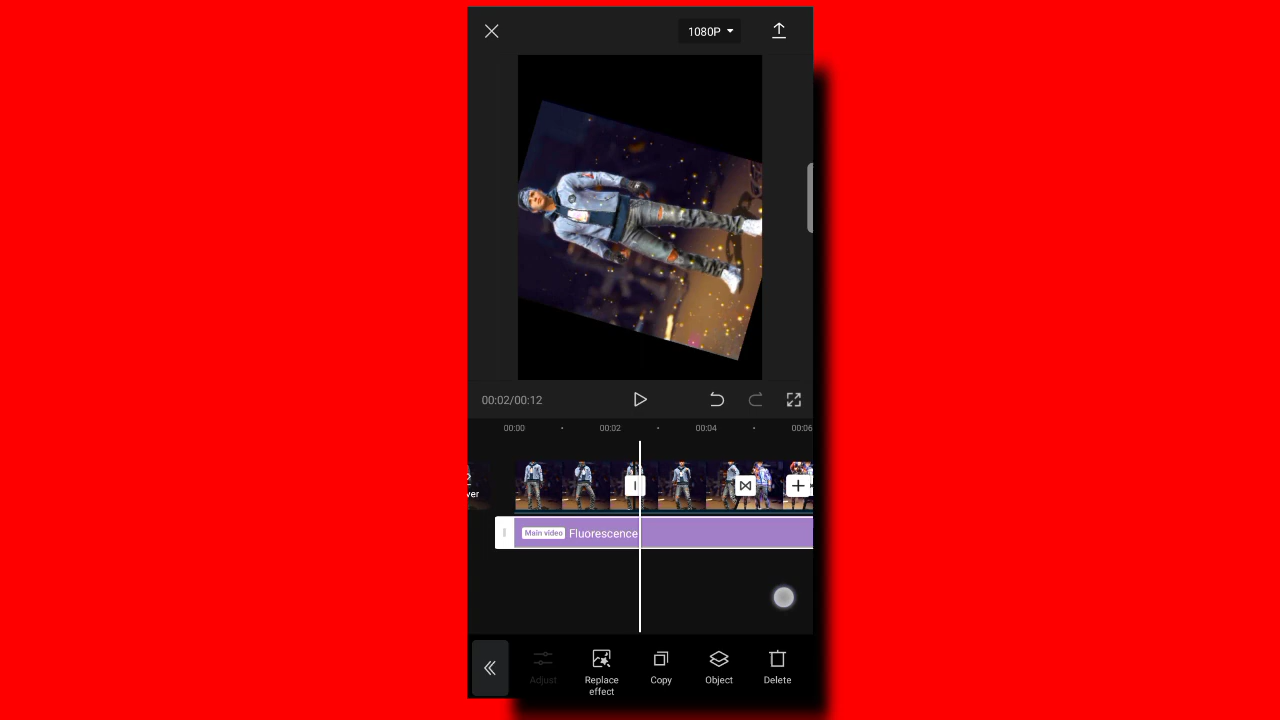 1080P
00:02/00:12
00:00
00:02
00:04
00:06
ver
Main video
Fluorescence
Adjust
Replace
effect
Copy
Object
Delete